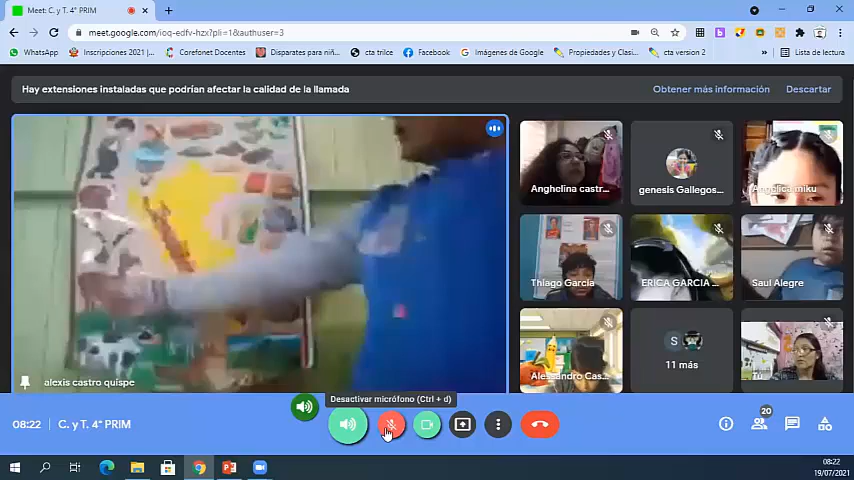 Meet: C. y T. 4° PRIM
meet.google.com/ioq-edfv-hzx?pli=1&authuser=3
WhatsApp
Inscripciones 2021 |...
Corefonet Docentes
Disparates para niñ...
cta trilce
Facebook
Imágenes de Google
Propiedades y Clasi...
cta version 2
»
Lista de lectura
Hay extensiones instaladas que podrían afectar la calidad de la llamada
Obtener más información
Descartar
Anghelina castr...
genesis Gallegos...
Angélica miku
Thiago Garcia
ERICA GARCIA ...
Saul Alegre
alexis castro quispe
Alessandro Cas...
S
11 más
Tú
Desactivar micrófono (Ctrl + d)
08:22 | C. y T. 4° PRIM
20
08:22
19/07/2021